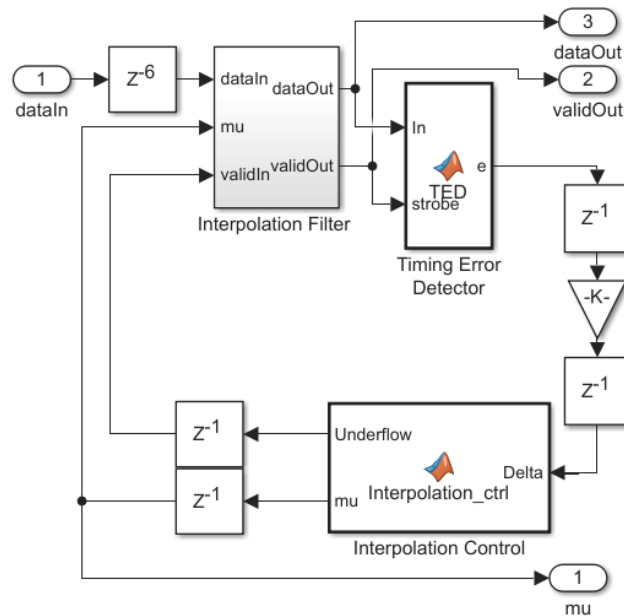 3
dataOut
1
dataIn
Z-6
dataIn
dataOut
2
validOut
mu
In
validIn
validOut
TED
e
strobe
Interpolation Filter
Timing Error
Detector
Z-1
-K-
Z-1
Z-1
Underflow
Delta
Interpolation_ctrl
Z-1
mu
Interpolation Control
1
mu